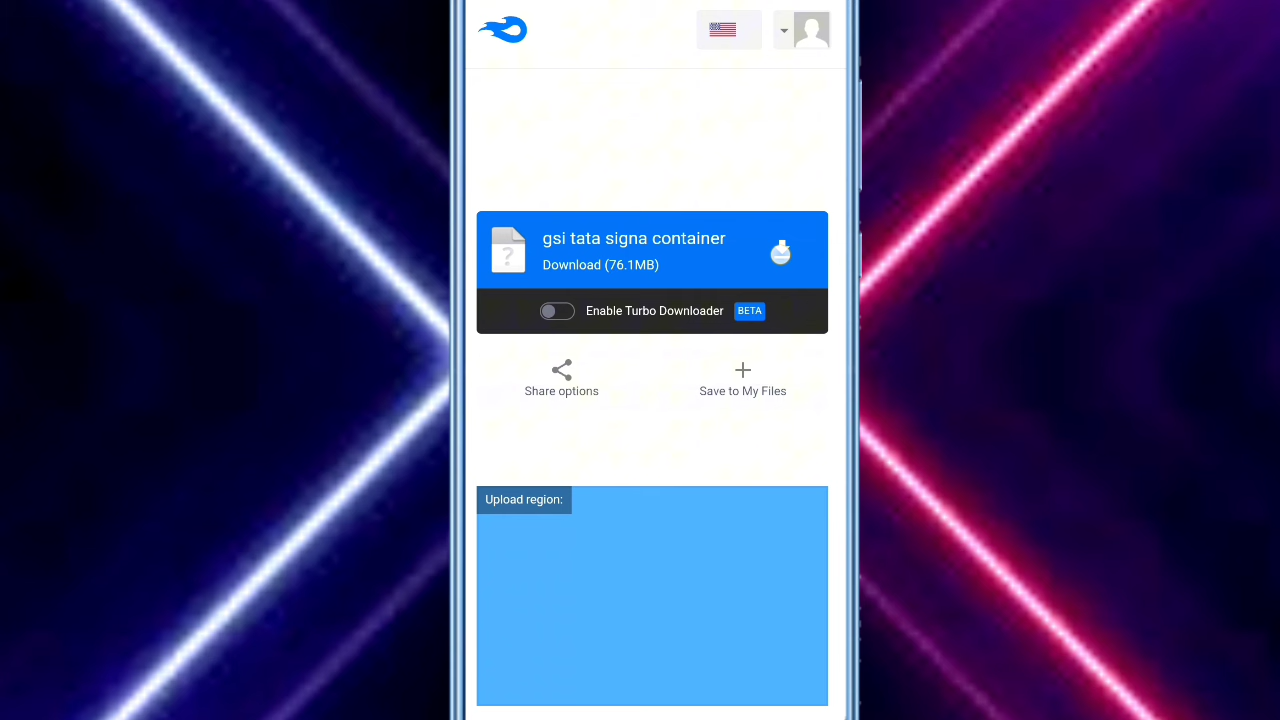 gsi tata signa container
Download (76.1MB)
?
Enable Turbo Downloader BETA
Share options
Save to My Files
Upload region: